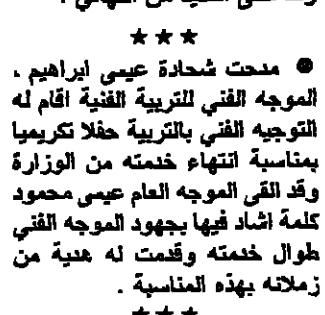 ★★★
● مدحت شحادة عيسى ابراهيم ،
الموجه الفني للتربية الفنية اقام له
التوجيه الفني بالتربية حفلا تكريميا
بمناسبة انتهاء خدمته من الوزارة
وقد القى الموجه العام عيسى محمود
كلمة اشاد فيها بجهود الموجه الفني
طوال خدمته وقدمت له هدية من
زملائه بهذه المناسبة .
★★★